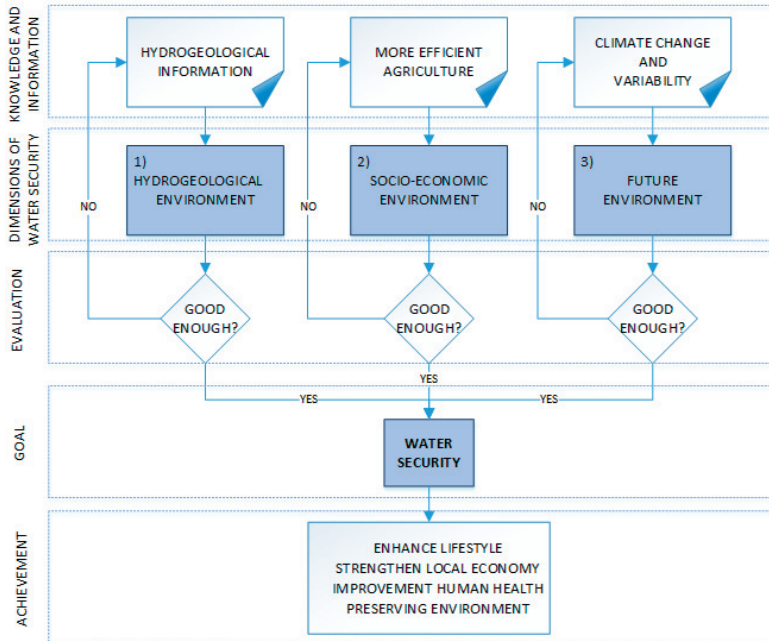 KNOWLEDGE AND
INFORMATION
HYDROGEOLOGICAL
INFORMATION
MORE EFFICIENT
AGRICULTURE
CLIMATE CHANGE
AND
VARIABILITY
DIMENSIONS OF
WATER SECURITY
1)
HYDROGEOLOGICAL
ENVIRONMENT
2)
SOCIO-ECONOMIC
ENVIRONMENT
3)
FUTURE
ENVIRONMENT
NO
NO
NO
EVALUATION
GOOD
ENOUGH?
GOOD
ENOUGH?
GOOD
ENOUGH?
YES
YES
YES
GOAL
WATER
SECURITY
ACHIEVEMENT
ENHANCE LIFESTYLE
STRENGTHEN LOCAL ECONOMY
IMPROVEMENT HUMAN HEALTH
PRESERVING ENVIRONMENT